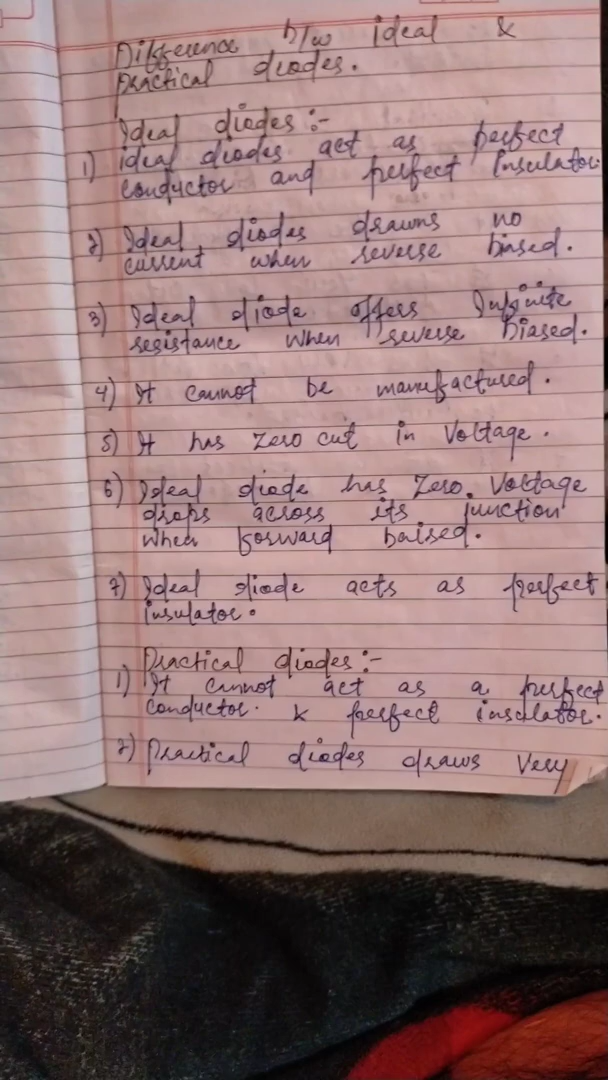 Difference b/w ideal &
Practical diodes.
Ideal diodes :-
1) ideal diodes act as perfect
conductor and perfect Insulator.
2) Ideal diodes drawns no
current when reverse biased.
3) Ideal diode offers Infinite
resistance when reverse biased.
4) It cannot be manufactured.
5) It has zero cut in Voltage.
6) Ideal diode has Zero Voltage
drops across its junction
when forward baised.
7) Ideal diode acts as perfect
insulator.
Practical diodes :-
1) It cannot act as a perfect
conductor. & perfect insulator.
2) Practical diodes draws Very